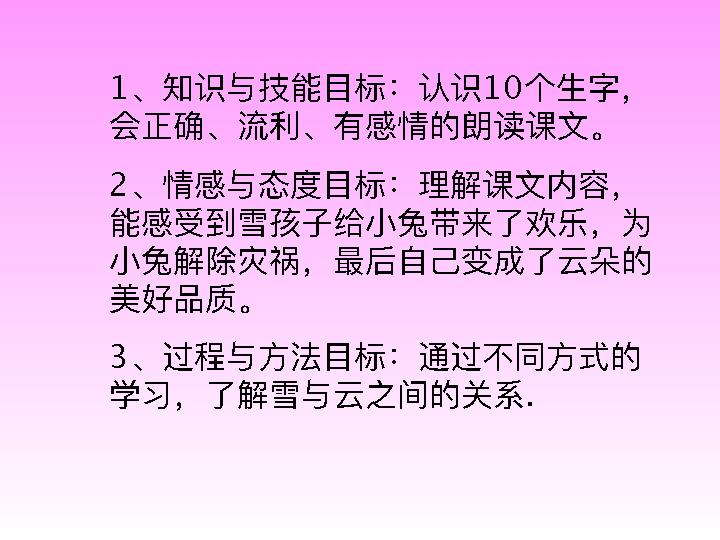 1、知识与技能目标：认识10个生字，
会正确、流利、有感情的朗读课文。
2、情感与态度目标：理解课文内容，
能感受到雪孩子给小兔带来了欢乐，为
小兔解除灾祸，最后自己变成了云朵的
美好品质。
3、过程与方法目标：通过不同方式的
学习，了解雪与云之间的关系.